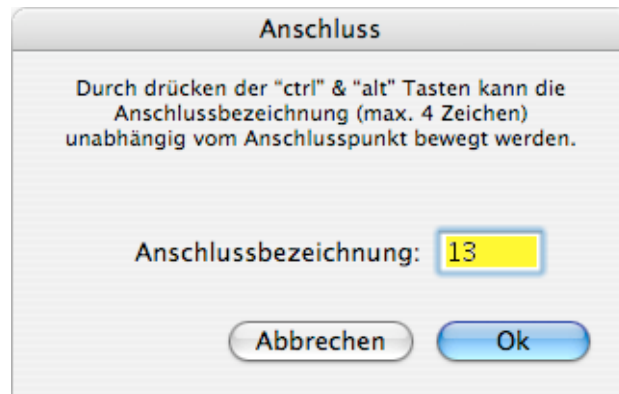 Anschluss
Durch drücken der “ctrl” & “alt” Tasten kann die
Anschlussbezeichnung (max. 4 Zeichen)
unabhängig vom Anschlusspunkt bewegt werden.
Anschlussbezeichnung: 13
Abbrechen Ok